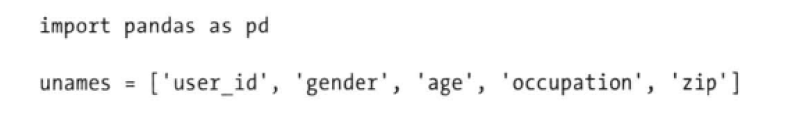 import pandas as pd
unames = ['user_id', 'gender', 'age', 'occupation', 'zip']